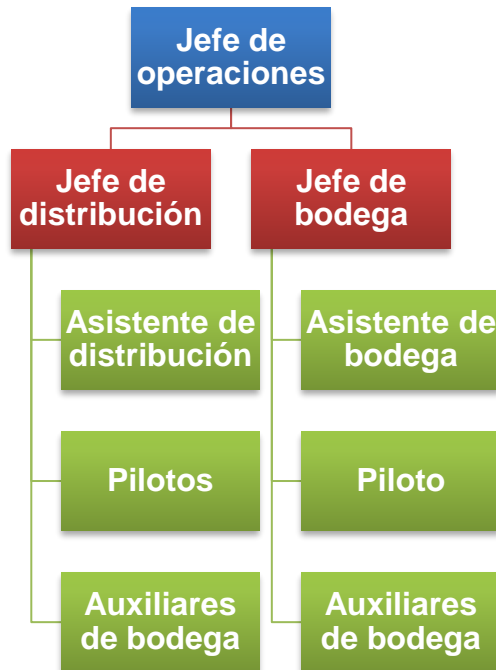 Jefe de
operaciones
Jefe de
distribución
Jefe de
bodega
Asistente de
distribución
Asistente de
bodega
Pilotos
Piloto
Auxiliares
de bodega
Auxiliares
de bodega